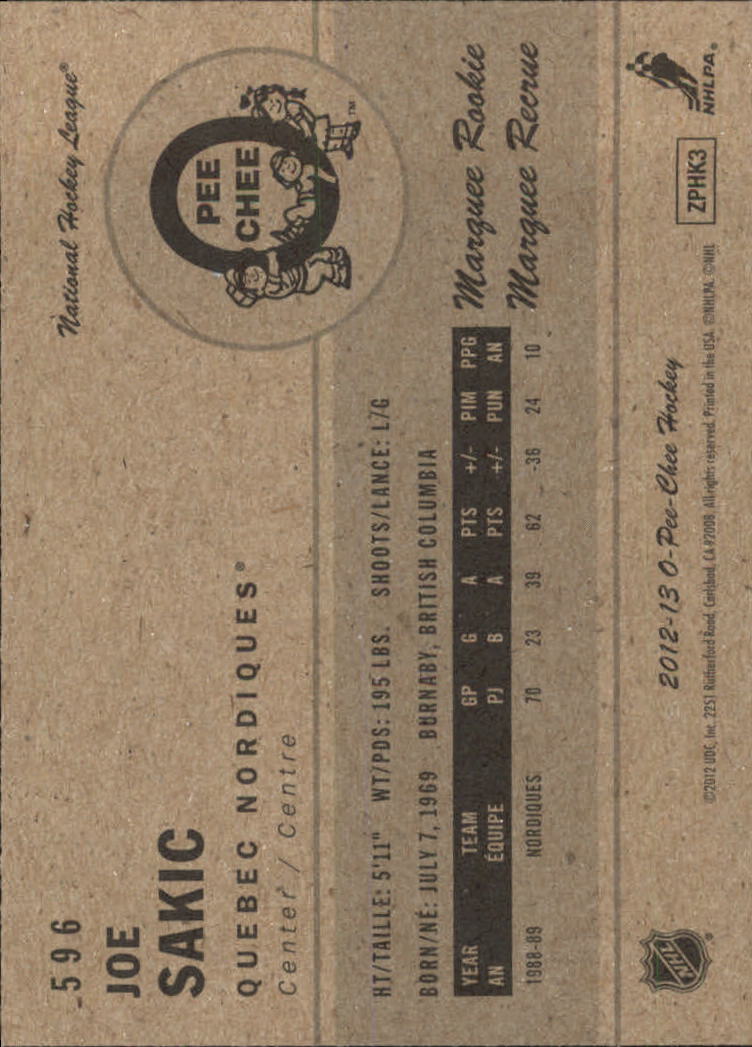 596
National Hockey League®
JOE
SAKIC
QUEBEC NORDIQUES®
Center / Centre
O
PEE
CHEE
TM
HT/TAILLE: 5'11" WT/PDS: 195 LBS. SHOOTS/LANCE: L/G
BORN/NÉ: JULY 7, 1969 BURNABY, BRITISH COLUMBIA
YEAR TEAM GP G A PTS +/- PIM PPG
AN ÉQUIPE PJ B A PTS +/- PUN AN
1988-89 NORDIQUES 70 23 39 62 -36 24 10
Marquee Rookie
Marquee Recrue
NHL®
2012-13 O-Pee-Chee Hockey
©2012 UDC, Inc. 2251 Rutherford Road, Carlsbad, CA 92008. All rights reserved. Printed in the USA. ©NHLPA. ©NHL
ZPHK3
NHLPA®